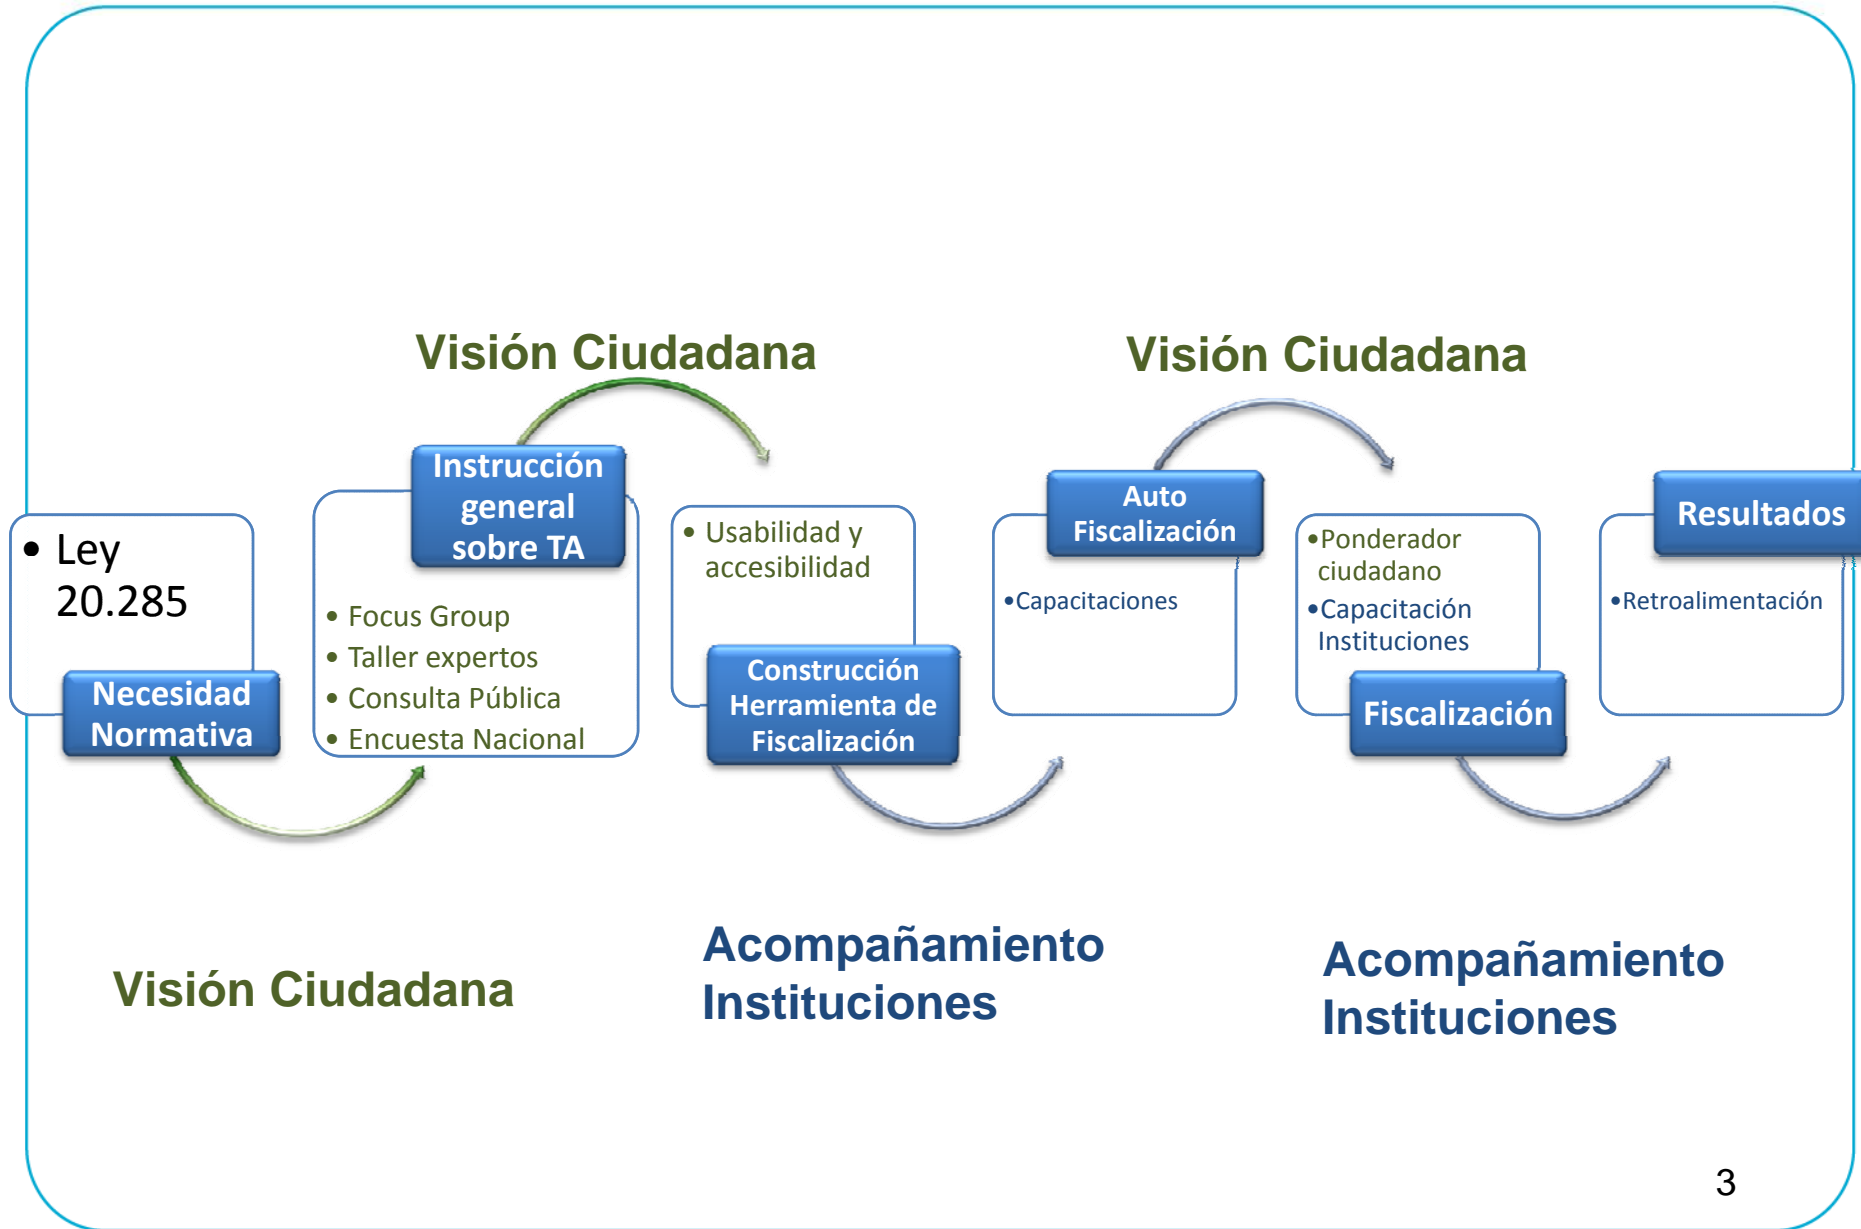 Visión Ciudadana
Visión Ciudadana
• Ley
20.285
Necesidad
Normativa
Instrucción
general
sobre TA
• Focus Group
• Taller expertos
• Consulta Pública
• Encuesta Nacional
• Usabilidad y
accesibilidad
Construcción
Herramienta de
Fiscalización
Auto
Fiscalización
•Capacitaciones
•Ponderador
ciudadano
•Capacitación
Instituciones
Fiscalización
Resultados
•Retroalimentación
Visión Ciudadana
Acompañamiento
Instituciones
Acompañamiento
Instituciones
3